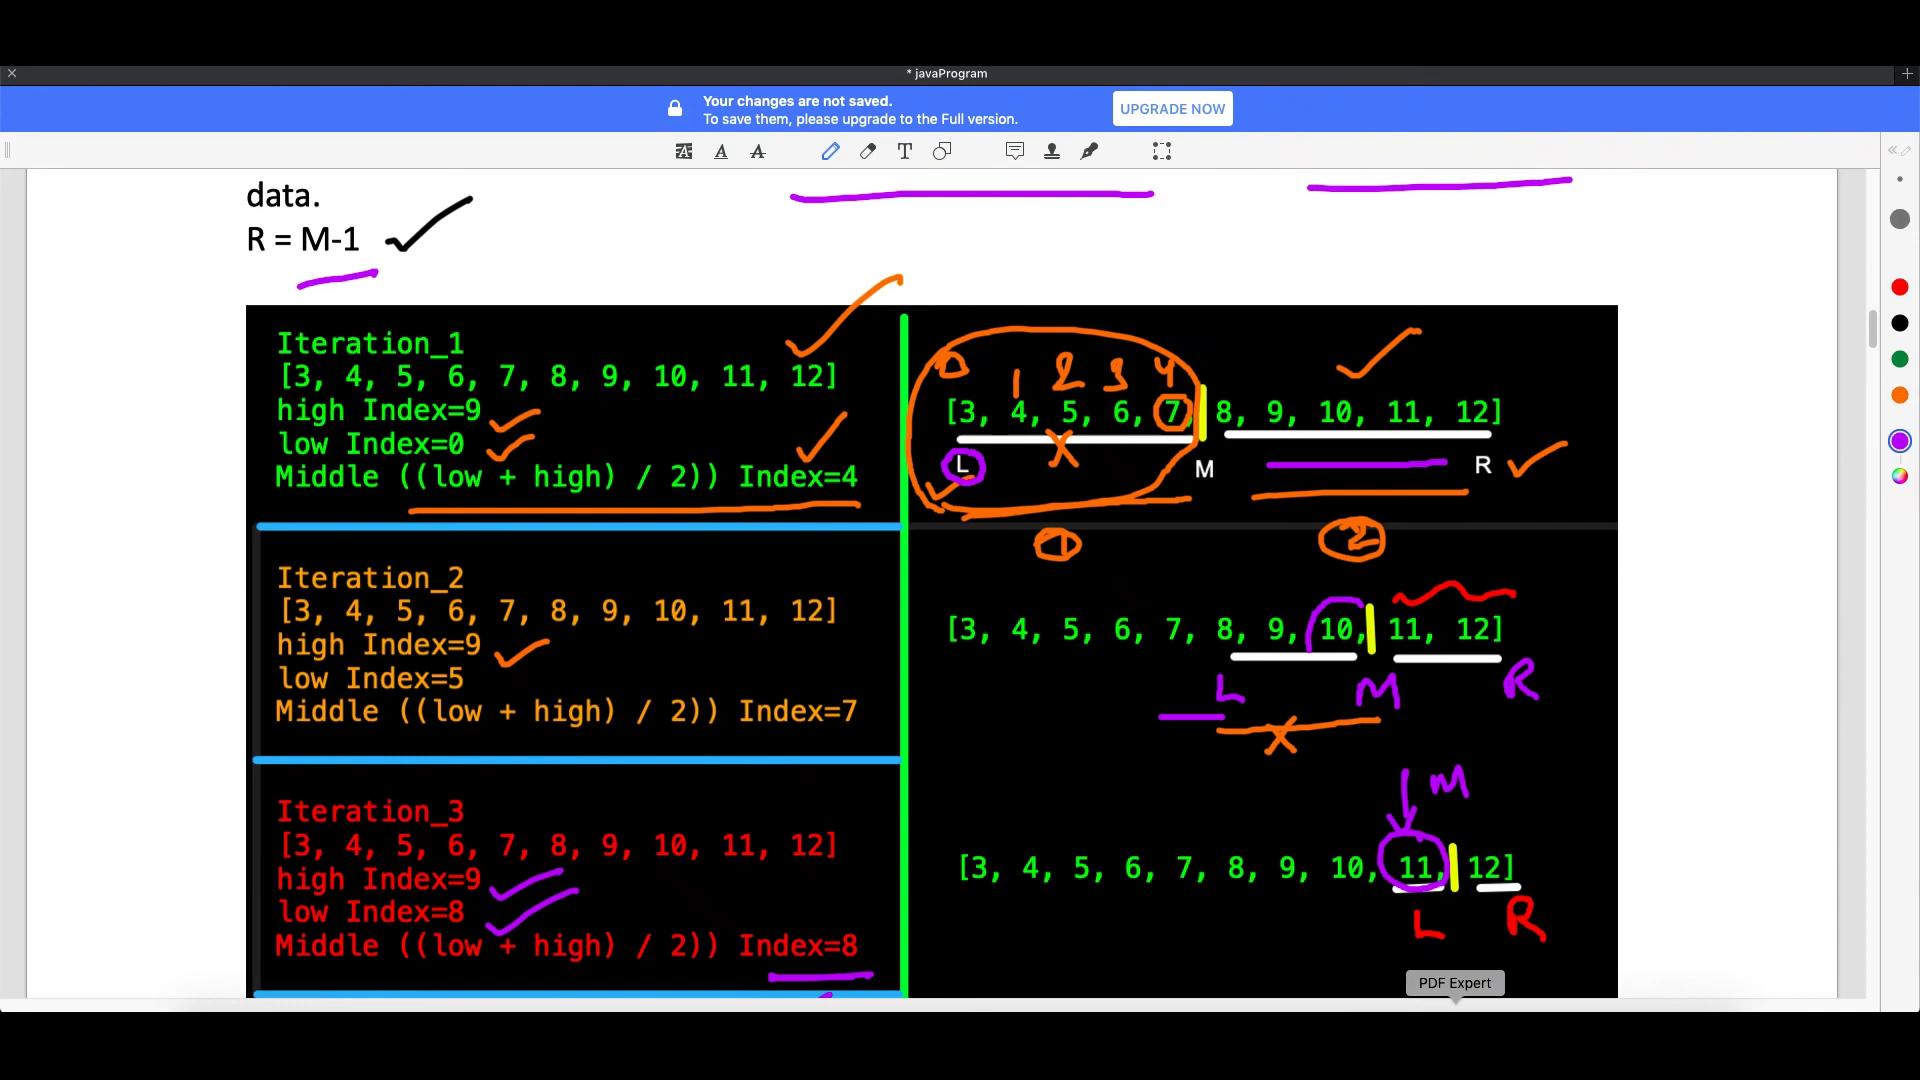 * javaProgram
Your changes are not saved.
To save them, please upgrade to the Full version.
UPGRADE NOW
A A A T
data.
R = M-1
Iteration_1
[3, 4, 5, 6, 7, 8, 9, 10, 11, 12]
high Index=9
low Index=0
Middle ((low + high) / 2)) Index=4
0 1 2 3 4
[3, 4, 5, 6, 7, 8, 9, 10, 11, 12]
L X M R
1 2
Iteration_2
[3, 4, 5, 6, 7, 8, 9, 10, 11, 12]
high Index=9
low Index=5
Middle ((low + high) / 2)) Index=7
[3, 4, 5, 6, 7, 8, 9, 10, 11, 12]
L M R
X
Iteration_3
[3, 4, 5, 6, 7, 8, 9, 10, 11, 12]
high Index=9
low Index=8
Middle ((low + high) / 2)) Index=8
M
[3, 4, 5, 6, 7, 8, 9, 10, 11, 12]
L R
PDF Expert